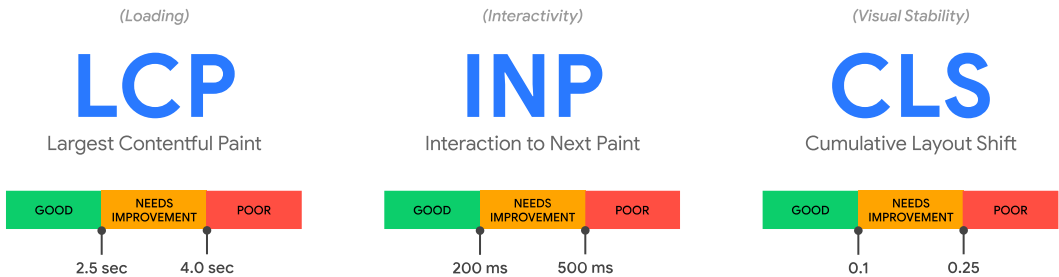 (Loading)
LCP
Largest Contentful Paint
GOOD
NEEDS
IMPROVEMENT
POOR
2.5 sec
4.0 sec
(Interactivity)
INP
Interaction to Next Paint
GOOD
NEEDS
IMPROVEMENT
POOR
200 ms
500 ms
(Visual Stability)
CLS
Cumulative Layout Shift
GOOD
NEEDS
IMPROVEMENT
POOR
0.1
0.25